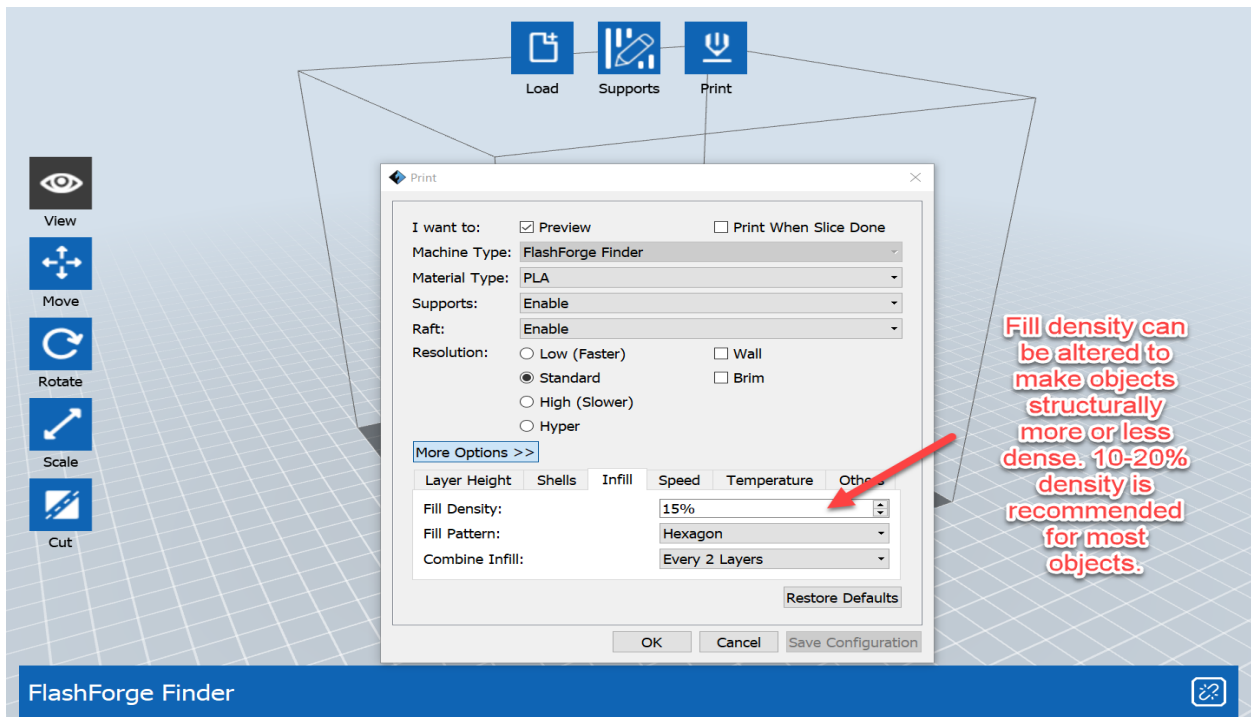 Load Supports Print
View
Move
Rotate
Scale
Cut
Print
I want to: Preview Print When Slice Done
Machine Type: FlashForge Finder
Material Type: PLA
Supports: Enable
Raft: Enable
Resolution: Low (Faster) Wall
Standard Brim
High (Slower)
Hyper
More Options >>
Layer Height Shells Infill Speed Temperature Others
Fill Density: 15%
Fill Pattern: Hexagon
Combine Infill: Every 2 Layers
Restore Defaults
OK Cancel Save Configuration
Fill density can
be altered to
make objects
structurally
more or less
dense. 10-20%
density is
recommended
for most
objects.
FlashForge Finder